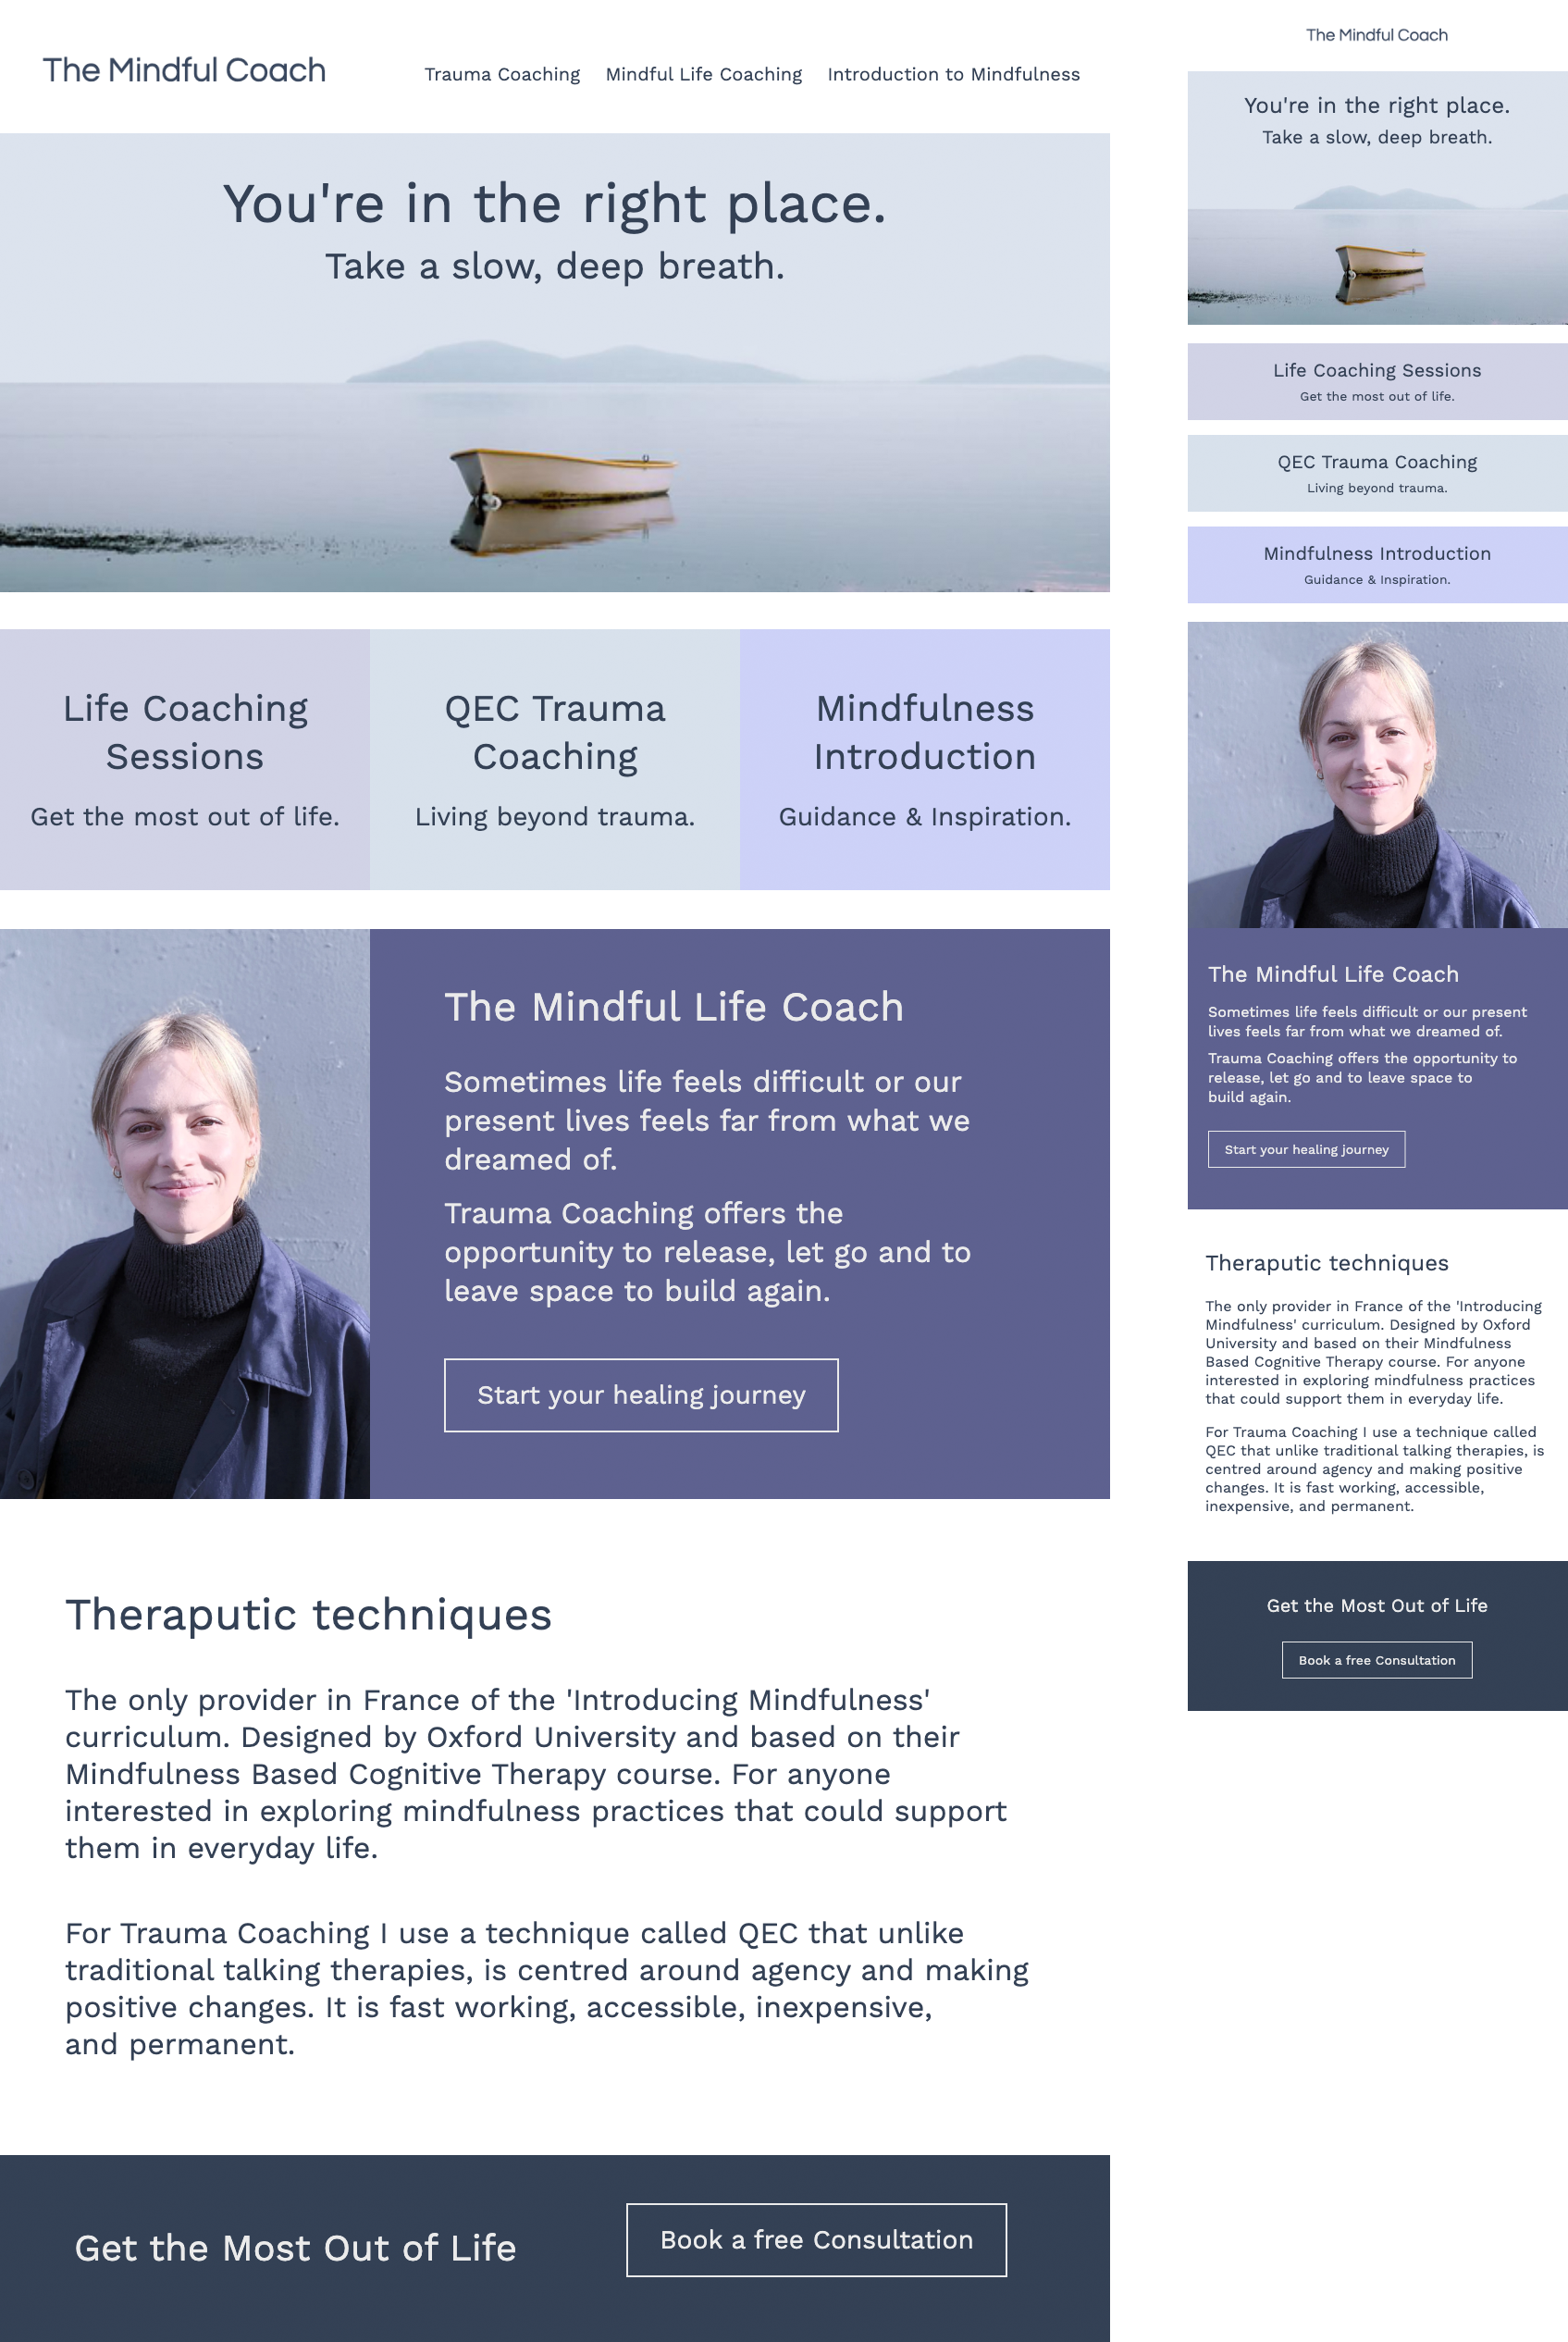 The Mindful Coach
Trauma Coaching Mindful Life Coaching Introduction to Mindfulness
You're in the right place.
Take a slow, deep breath.
Life Coaching
Sessions
Get the most out of life.
QEC Trauma
Coaching
Living beyond trauma.
Mindfulness
Introduction
Guidance & Inspiration.
The Mindful Life Coach
Sometimes life feels difficult or our
present lives feels far from what we
dreamed of.
Trauma Coaching offers the
opportunity to release, let go and to
leave space to build again.
Start your healing journey
Theraputic techniques
The only provider in France of the 'Introducing Mindfulness'
curriculum. Designed by Oxford University and based on their
Mindfulness Based Cognitive Therapy course. For anyone
interested in exploring mindfulness practices that could support
them in everyday life.
For Trauma Coaching I use a technique called QEC that unlike
traditional talking therapies, is centred around agency and making
positive changes. It is fast working, accessible, inexpensive,
and permanent.
Get the Most Out of Life
Book a free Consultation
The Mindful Coach
You're in the right place.
Take a slow, deep breath.
Life Coaching Sessions
Get the most out of life.
QEC Trauma Coaching
Living beyond trauma.
Mindfulness Introduction
Guidance & Inspiration.
The Mindful Life Coach
Sometimes life feels difficult or our present
lives feels far from what we dreamed of.
Trauma Coaching offers the opportunity to
release, let go and to leave space to
build again.
Start your healing journey
Theraputic techniques
The only provider in France of the 'Introducing
Mindfulness' curriculum. Designed by Oxford
University and based on their Mindfulness
Based Cognitive Therapy course. For anyone
interested in exploring mindfulness practices
that could support them in everyday life.
For Trauma Coaching I use a technique called
QEC that unlike traditional talking therapies, is
centred around agency and making positive
changes. It is fast working, accessible,
inexpensive, and permanent.
Get the Most Out of Life
Book a free Consultation